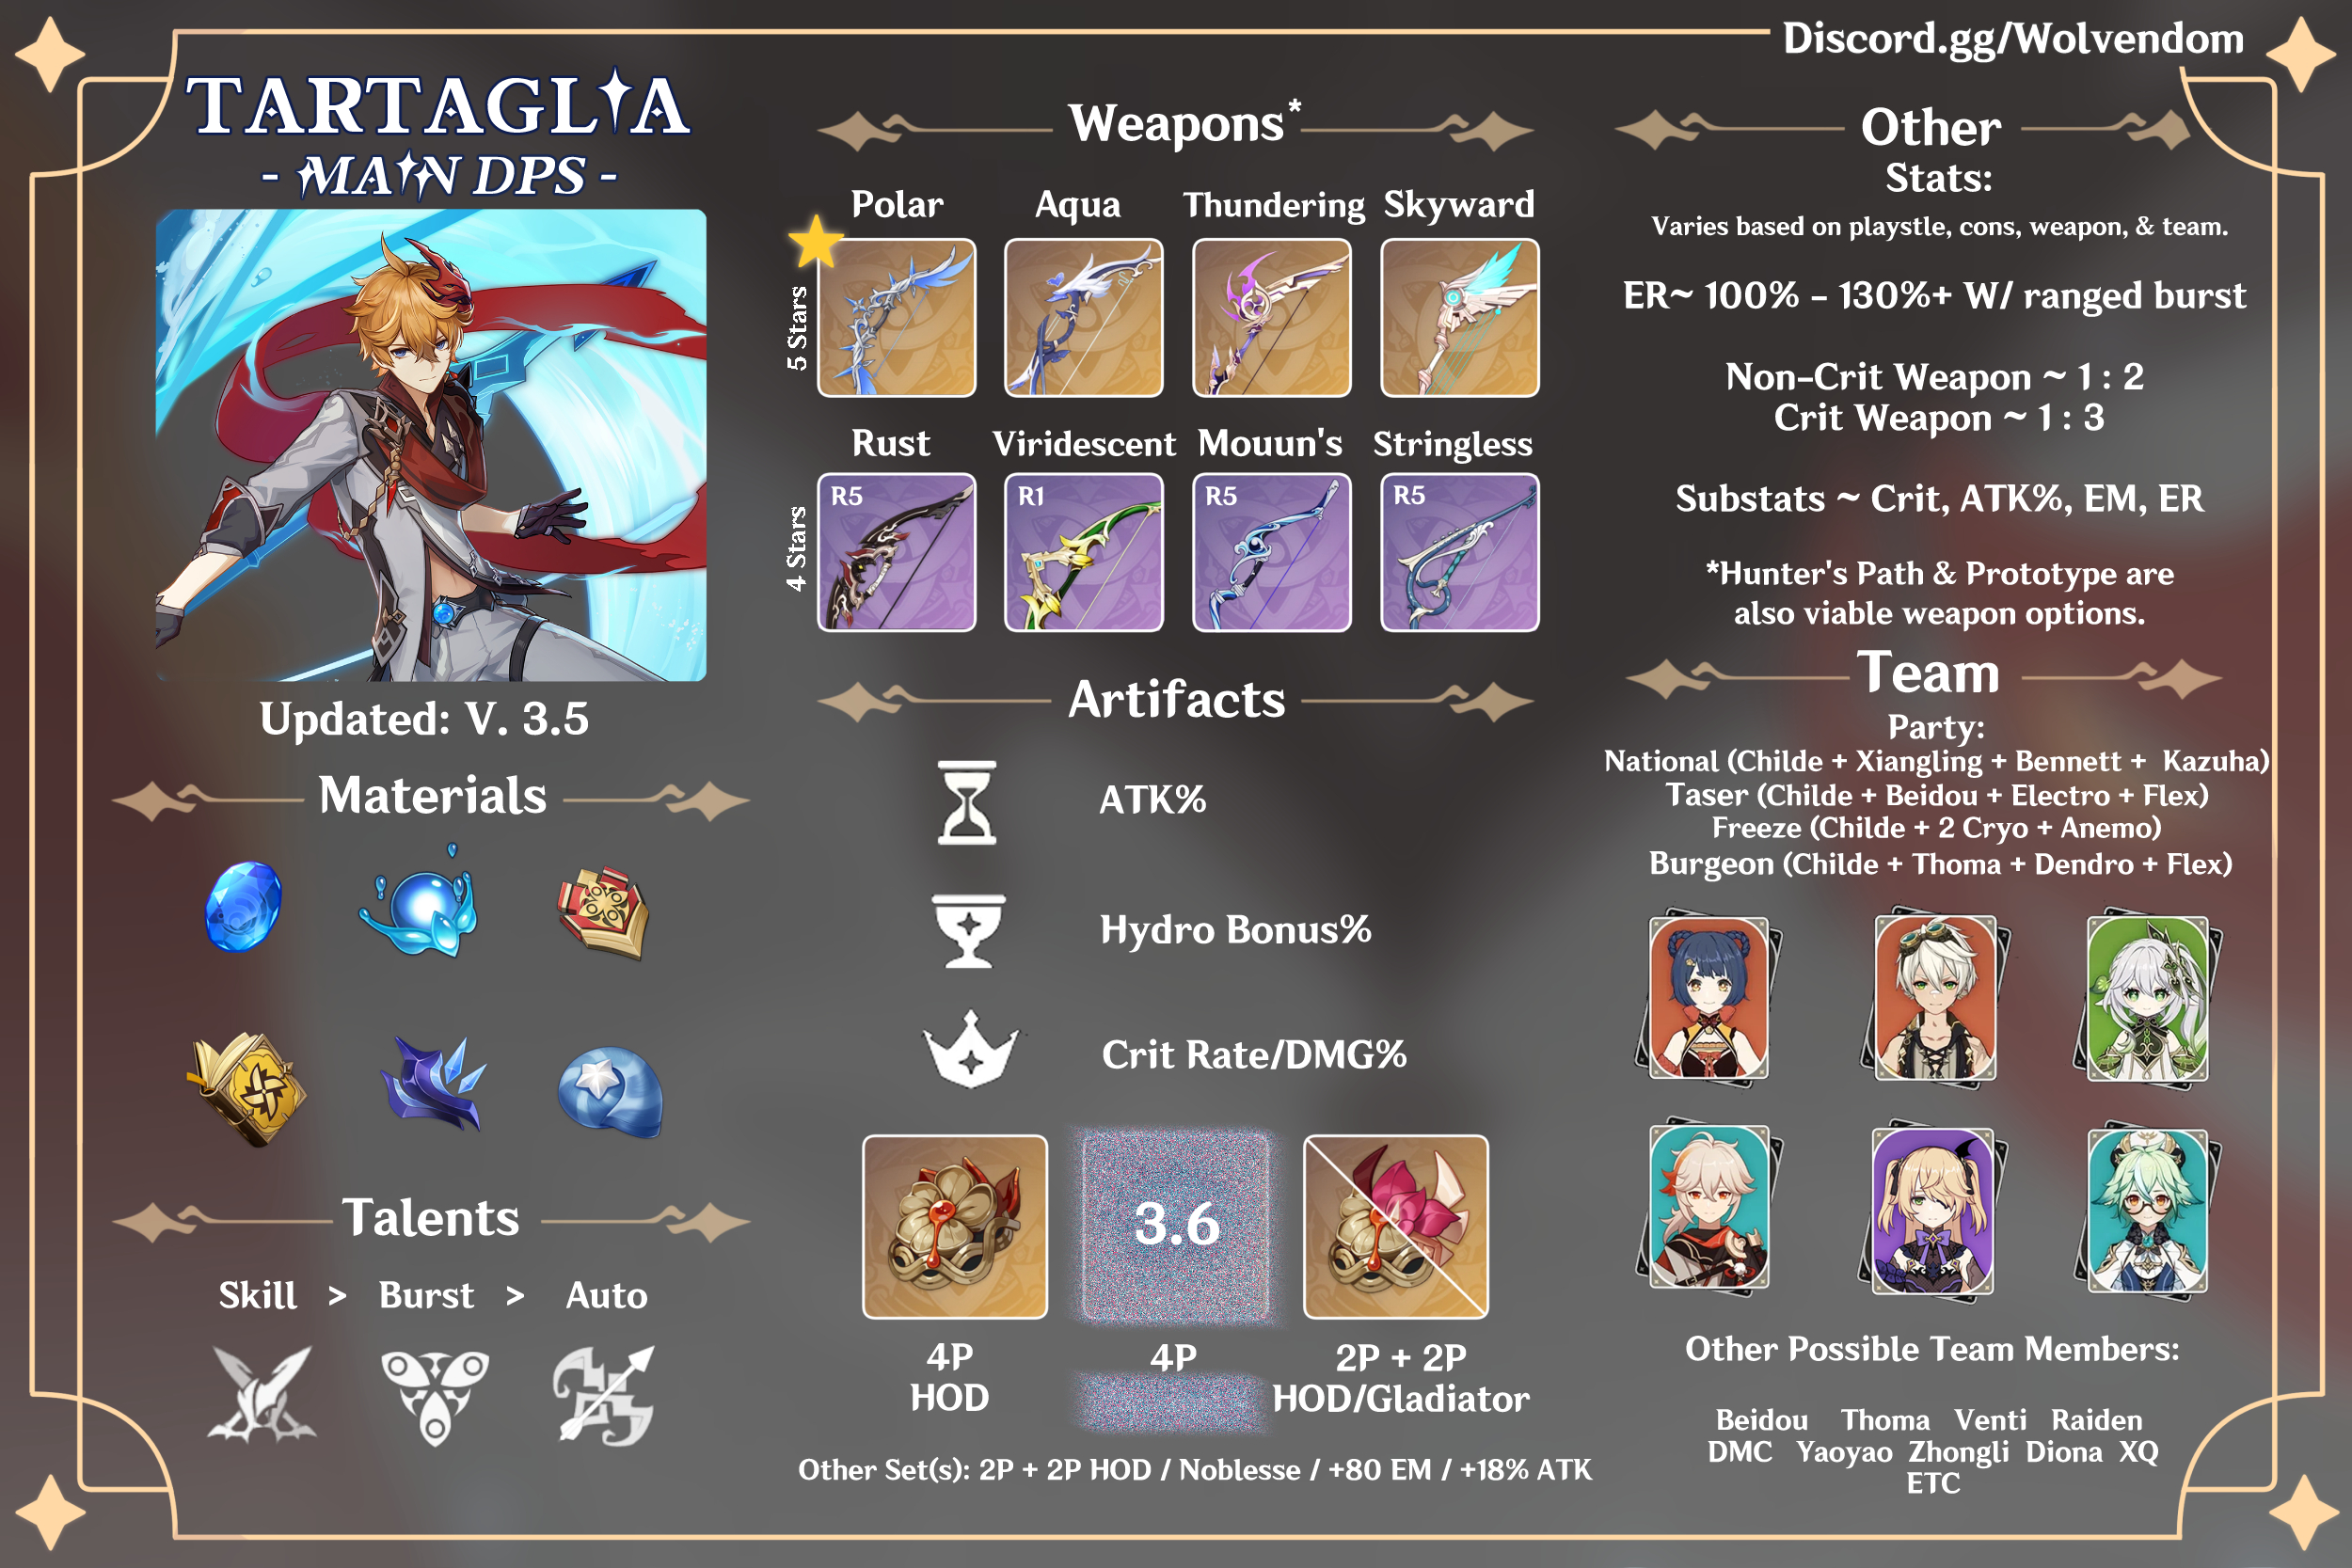 Discord.gg/Wolvendom
TARTAGLIA
- MAIN DPS -
Updated: V. 3.5
Materials
Talents
Skill > Burst > Auto
Weapons*
5 Stars
Polar Aqua Thundering Skyward
4 Stars
Rust Viridescent Mouun's Stringless
R5 R1 R5 R5
Artifacts
ATK%
Hydro Bonus%
Crit Rate/DMG%
3.6
4P 4P 2P + 2P
HOD HOD/Gladiator
Other Set(s): 2P + 2P HOD / Noblesse / +80 EM / +18% ATK
Other
Stats:
Varies based on playstle, cons, weapon, & team.
ER~ 100% - 130%+ W/ ranged burst
Non-Crit Weapon ~ 1 : 2
Crit Weapon ~ 1 : 3
Substats ~ Crit, ATK%, EM, ER
*Hunter's Path & Prototype are
also viable weapon options.
Team
Party:
National (Childe + Xiangling + Bennett + Kazuha)
Taser (Childe + Beidou + Electro + Flex)
Freeze (Childe + 2 Cryo + Anemo)
Burgeon (Childe + Thoma + Dendro + Flex)
Other Possible Team Members:
Beidou Thoma Venti Raiden
DMC Yaoyao Zhongli Diona XQ
ETC